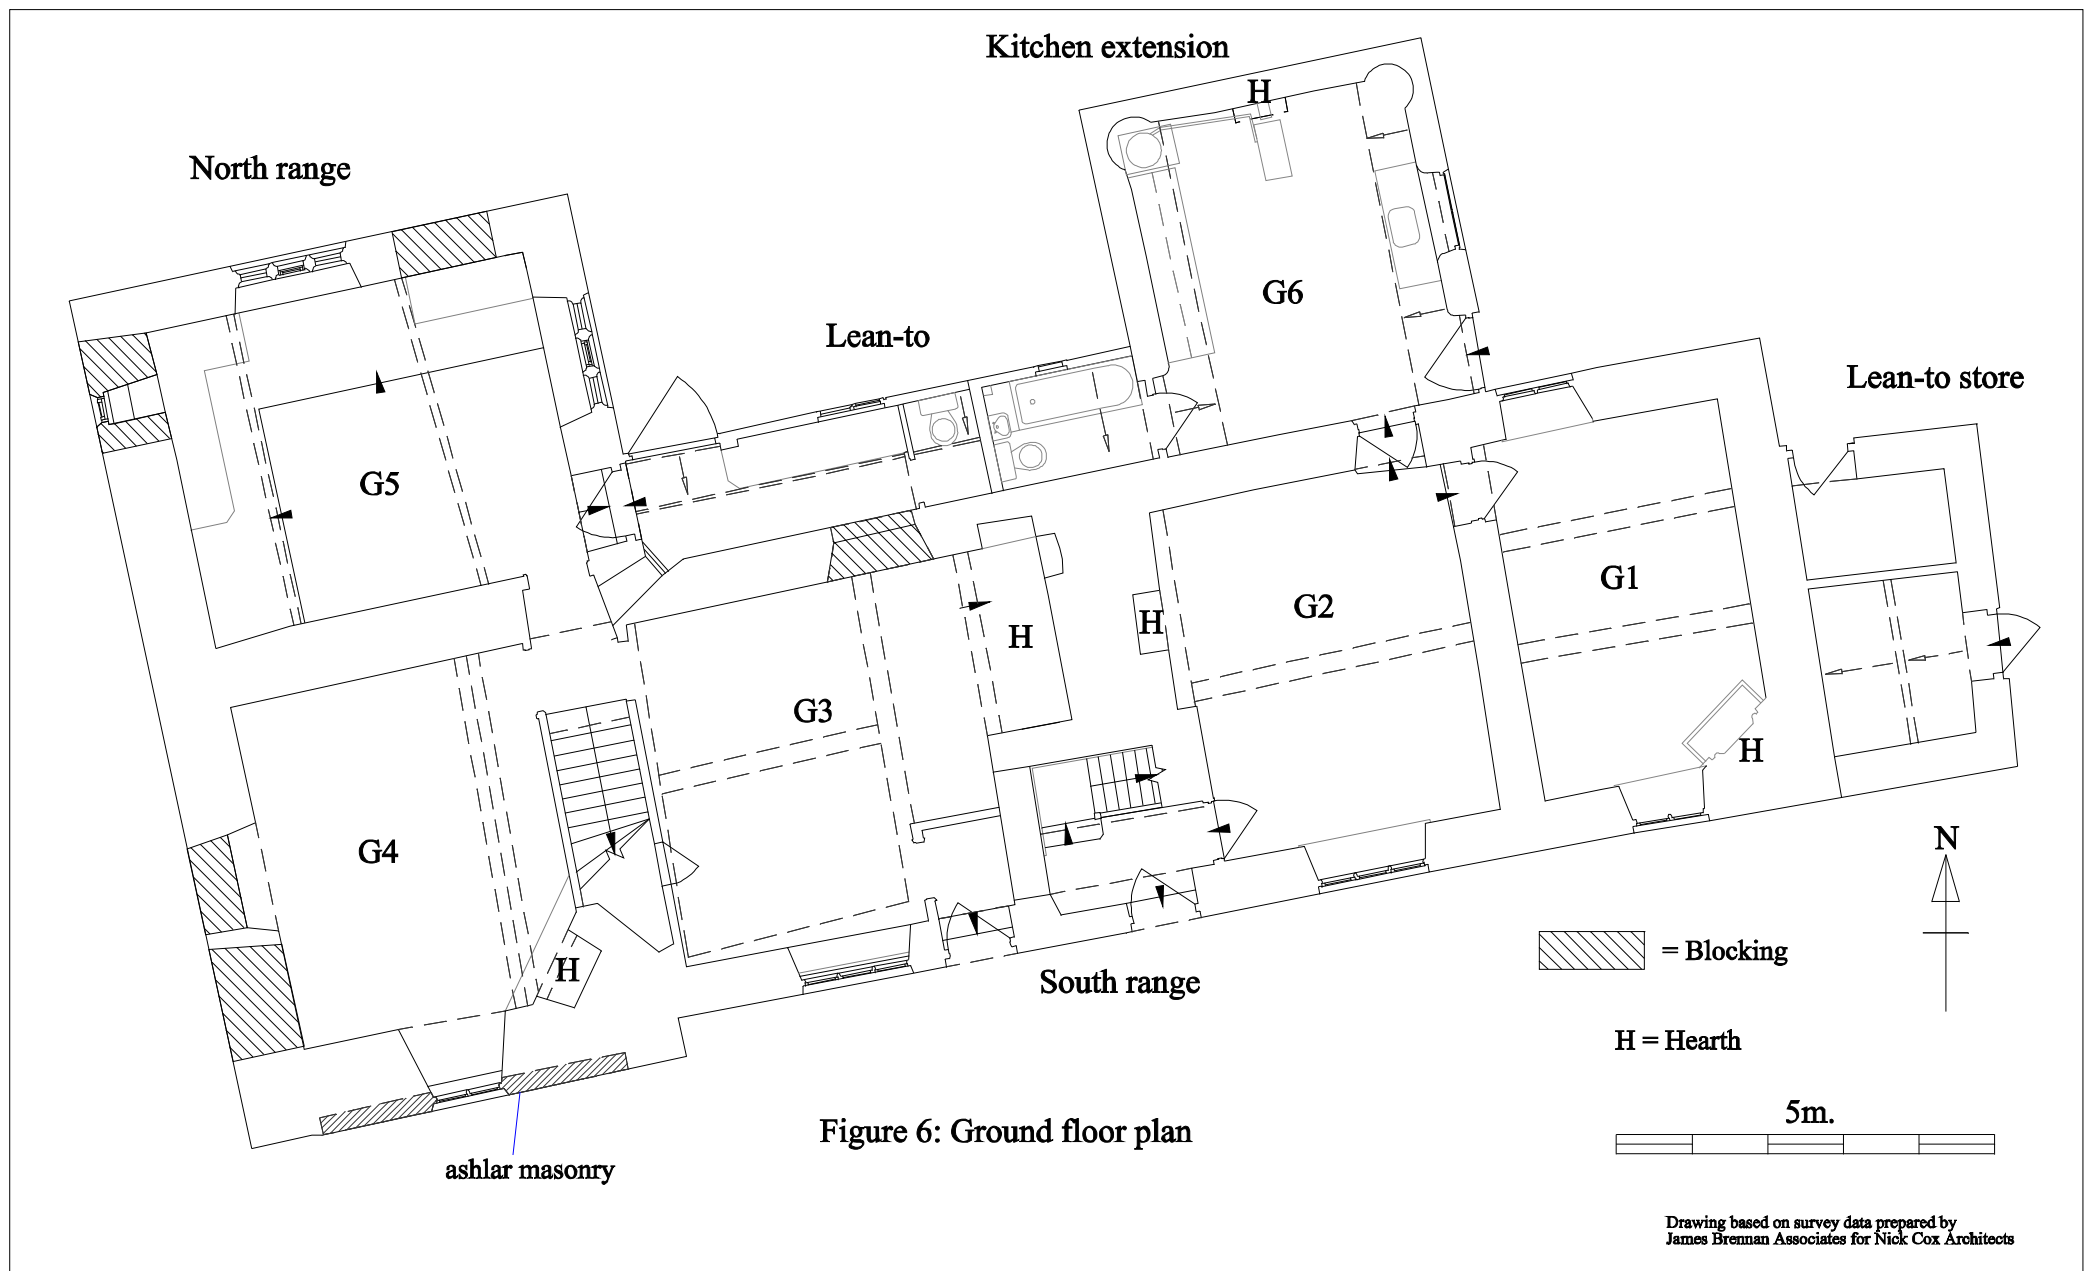 Kitchen extension
H
North range
G6
Lean-to
Lean-to store
G5
G1
H
H
G2
G3
H
N
G4
H
= Blocking
South range
H = Hearth
5m.
Figure 6: Ground floor plan
ashlar masonry
Drawing based on survey data prepared by
James Brennan Associates for Nick Cox Architects